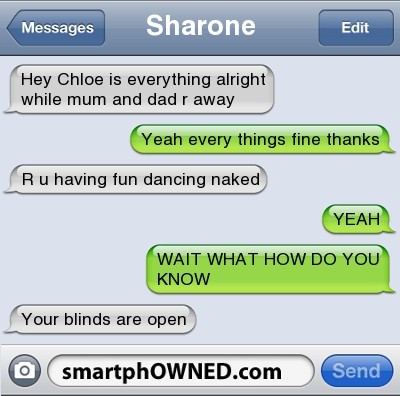 Messages
Sharone
Edit
Hey Chloe is everything alright
while mum and dad r away
Yeah every things fine thanks
R u having fun dancing naked
YEAH
WAIT WHAT HOW DO YOU
KNOW
Your blinds are open
smartphOWNED.com
Send